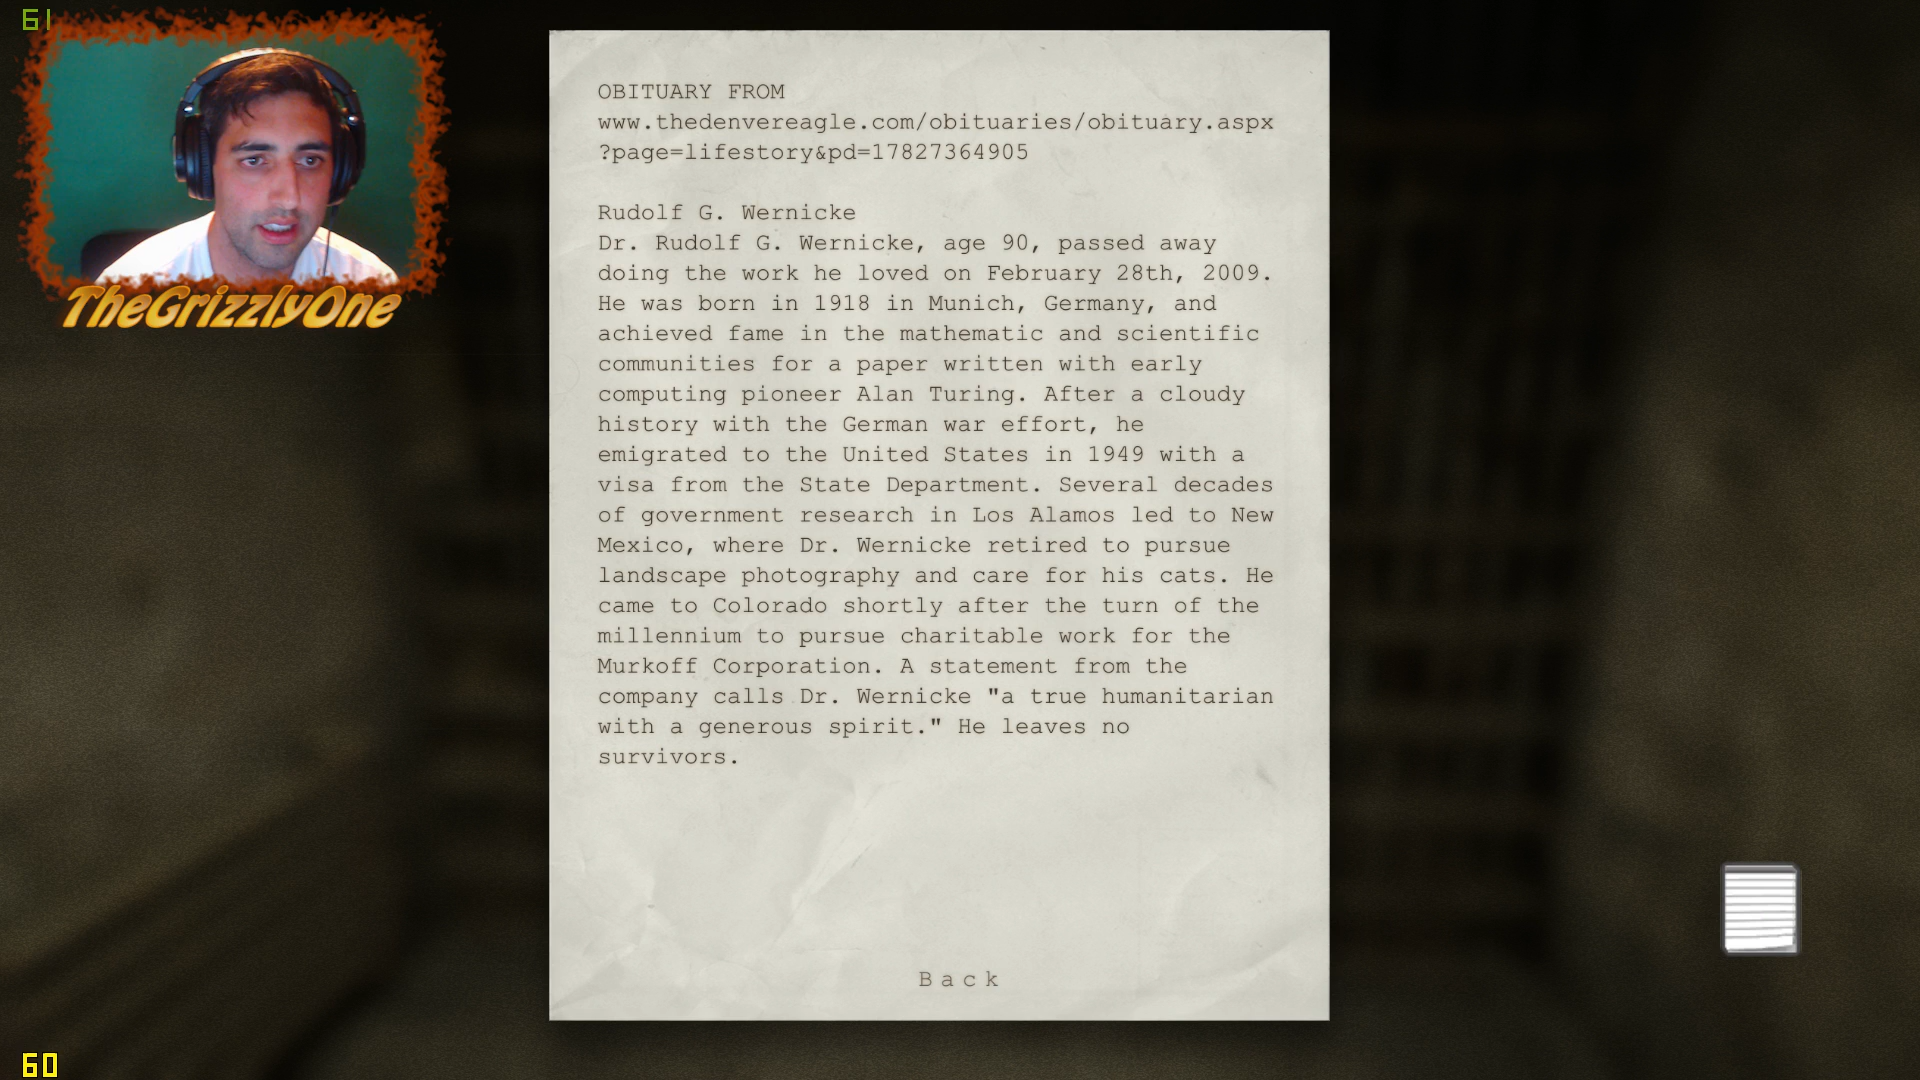 61
TheGrizzlyOne
OBITUARY FROM
www.thedenvereagle.com/obituaries/obituary.aspx
?page=lifestory&pd=17827364905
Rudolf G. Wernicke
Dr. Rudolf G. Wernicke, age 90, passed away
doing the work he loved on February 28th, 2009.
He was born in 1918 in Munich, Germany, and
achieved fame in the mathematic and scientific
communities for a paper written with early
computing pioneer Alan Turing. After a cloudy
history with the German war effort, he
emigrated to the United States in 1949 with a
visa from the State Department. Several decades
of government research in Los Alamos led to New
Mexico, where Dr. Wernicke retired to pursue
landscape photography and care for his cats. He
came to Colorado shortly after the turn of the
millennium to pursue charitable work for the
Murkoff Corporation. A statement from the
company calls Dr. Wernicke "a true humanitarian
with a generous spirit." He leaves no
survivors.
Back
60